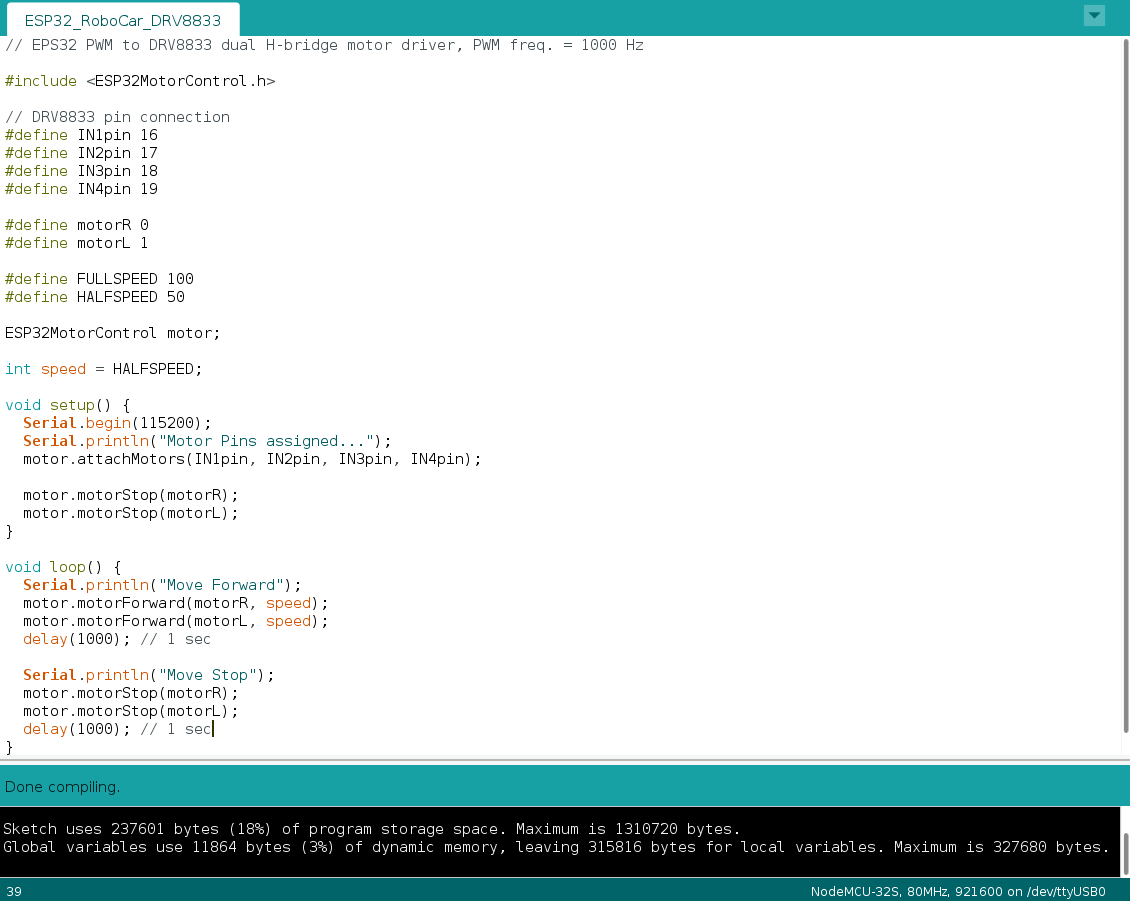 ESP32_RoboCar_DRV8833
// EPS32 PWM to DRV8833 dual H-bridge motor driver, PWM freq. = 1000 Hz
#include <ESP32MotorControl.h>
// DRV8833 pin connection
#define IN1pin 16
#define IN2pin 17
#define IN3pin 18
#define IN4pin 19
#define motorR 0
#define motorL 1
#define FULLSPEED 100
#define HALFSPEED 50
ESP32MotorControl motor;
int speed = HALFSPEED;
void setup() {
  Serial.begin(115200);
  Serial.println("Motor Pins assigned...");
  motor.attachMotors(IN1pin, IN2pin, IN3pin, IN4pin);
  motor.motorStop(motorR);
  motor.motorStop(motorL);
}
void loop() {
  Serial.println("Move Forward");
  motor.motorForward(motorR, speed);
  motor.motorForward(motorL, speed);
  delay(1000); // 1 sec
  Serial.println("Move Stop");
  motor.motorStop(motorR);
  motor.motorStop(motorL);
  delay(1000); // 1 sec
}
Done compiling.
Sketch uses 237601 bytes (18%) of program storage space. Maximum is 1310720 bytes.
Global variables use 11864 bytes (3%) of dynamic memory, leaving 315816 bytes for local variables. Maximum is 327680 bytes.
39
NodeMCU-32S, 80MHz, 921600 on /dev/ttyUSB0